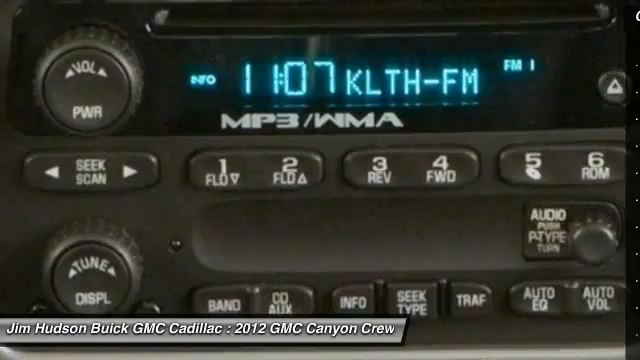 VOL
PWR
INFO 11:07 KLTH-FM FM 1
MP3/WMA
SEEK
SCAN
1 2 3 4 5 6
FLD FLD REV FWD RDM
AUDIO
PUSH
P-TYPE
TURN
TUNE
DISPL
BAND
CD
AUX
INFO
SEEK
TYPE
TRAF
AUTO
EQ
AUTO
VOL
Jim Hudson Buick GMC Cadillac : 2012 GMC Canyon Crew